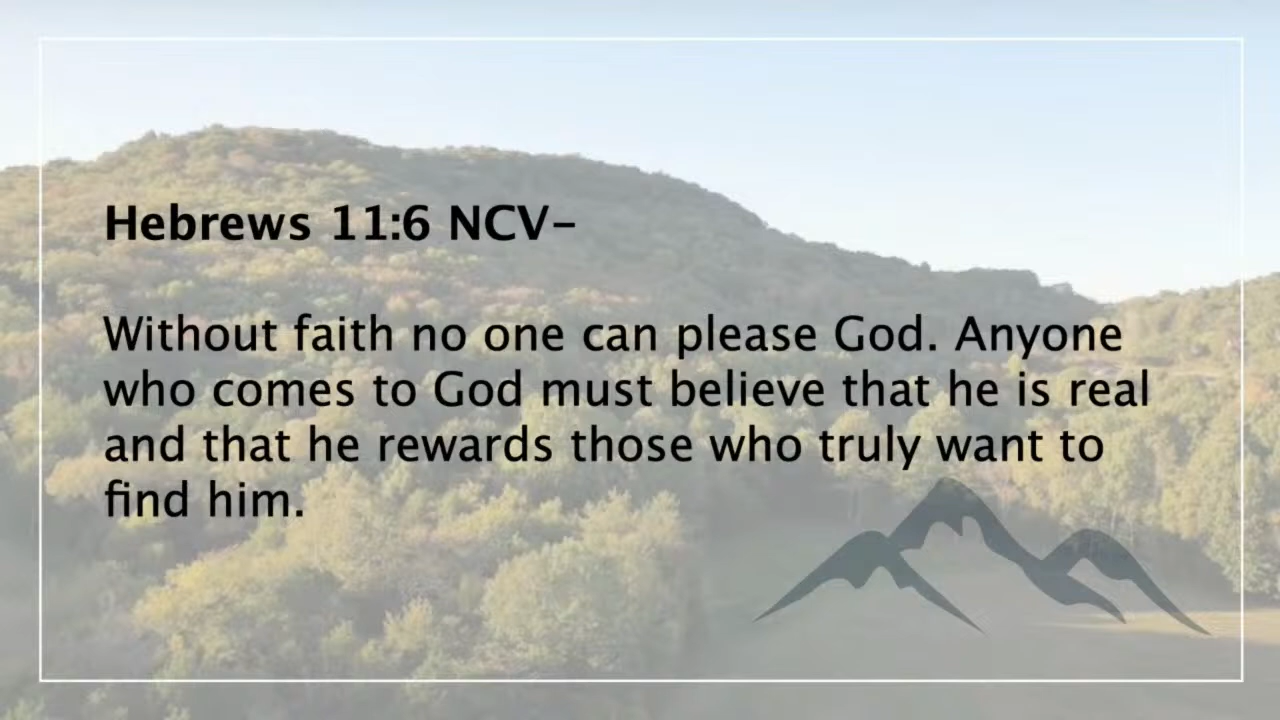 Hebrews 11:6 NCV–
Without faith no one can please God. Anyone
who comes to God must believe that he is real
and that he rewards those who truly want to
find him.